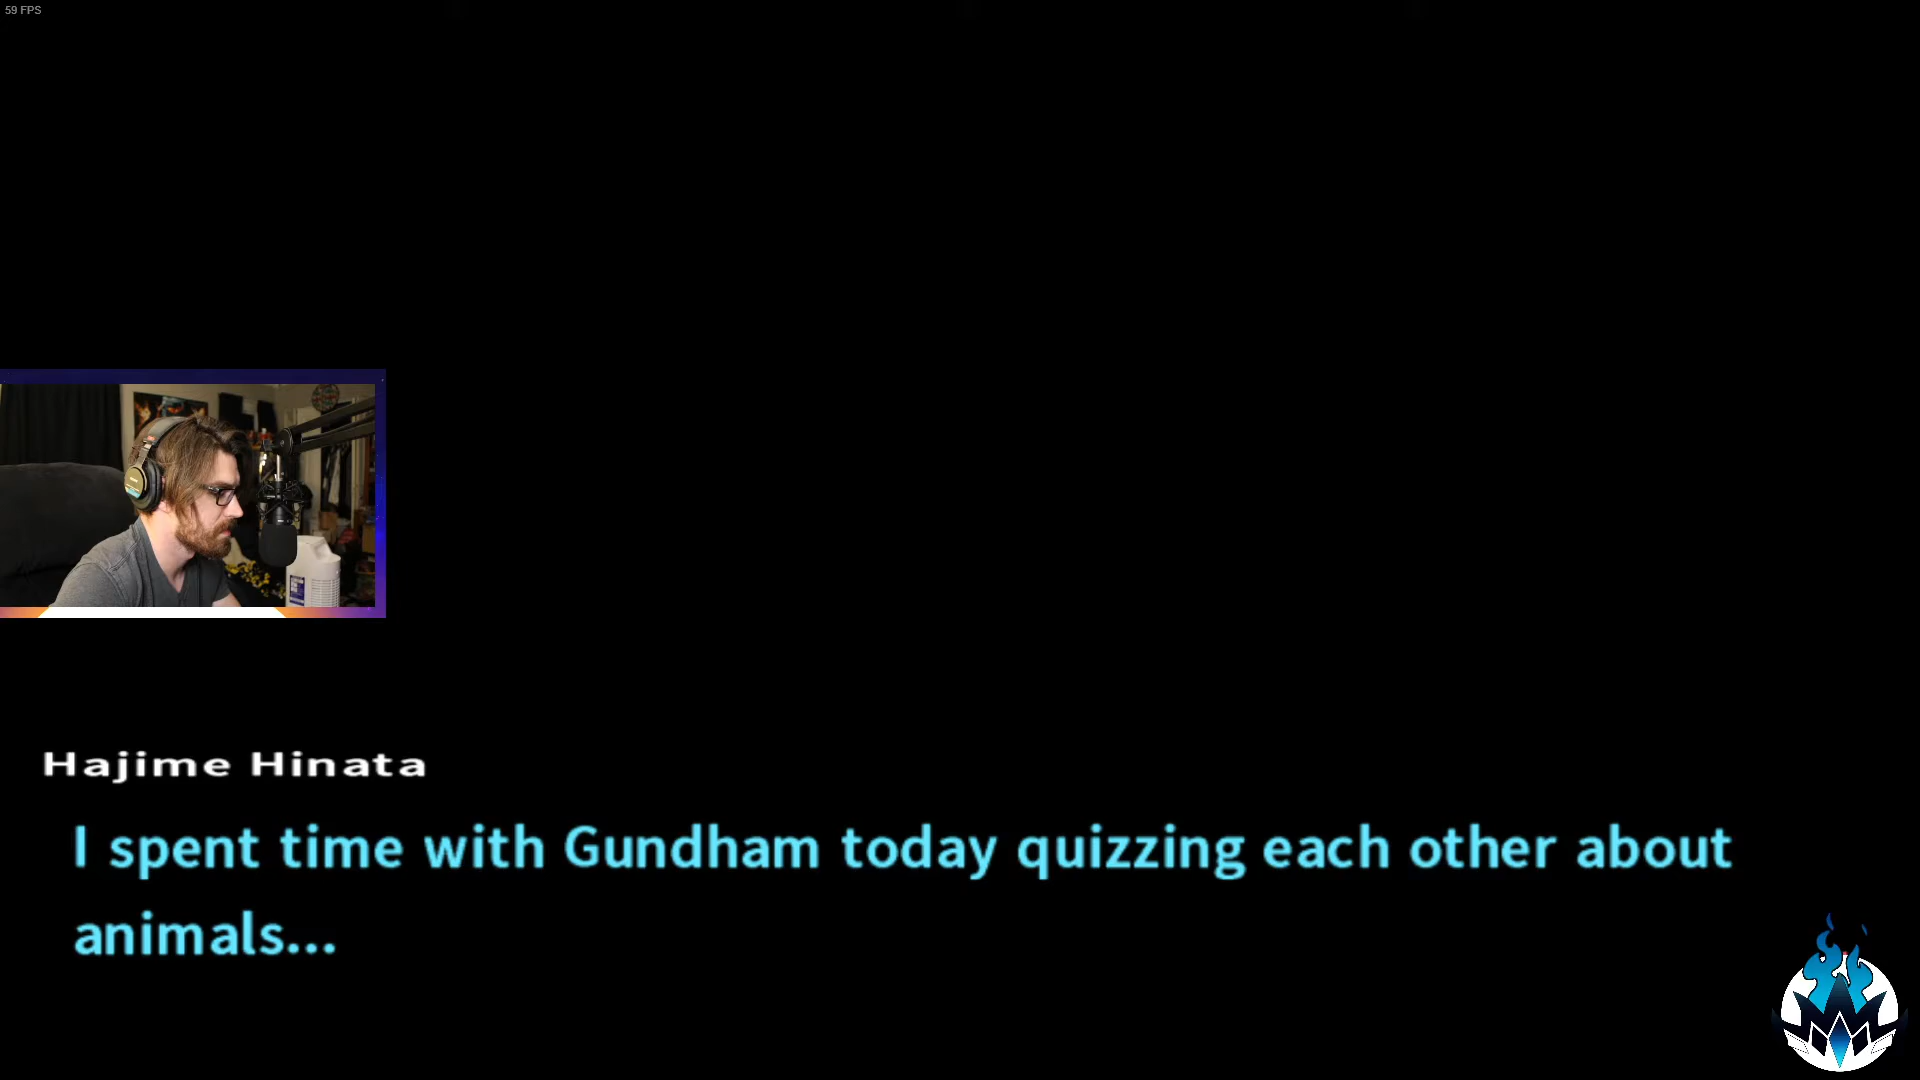 59 FPS
Hajime Hinata
I spent time with Gundham today quizzing each other about
animals...